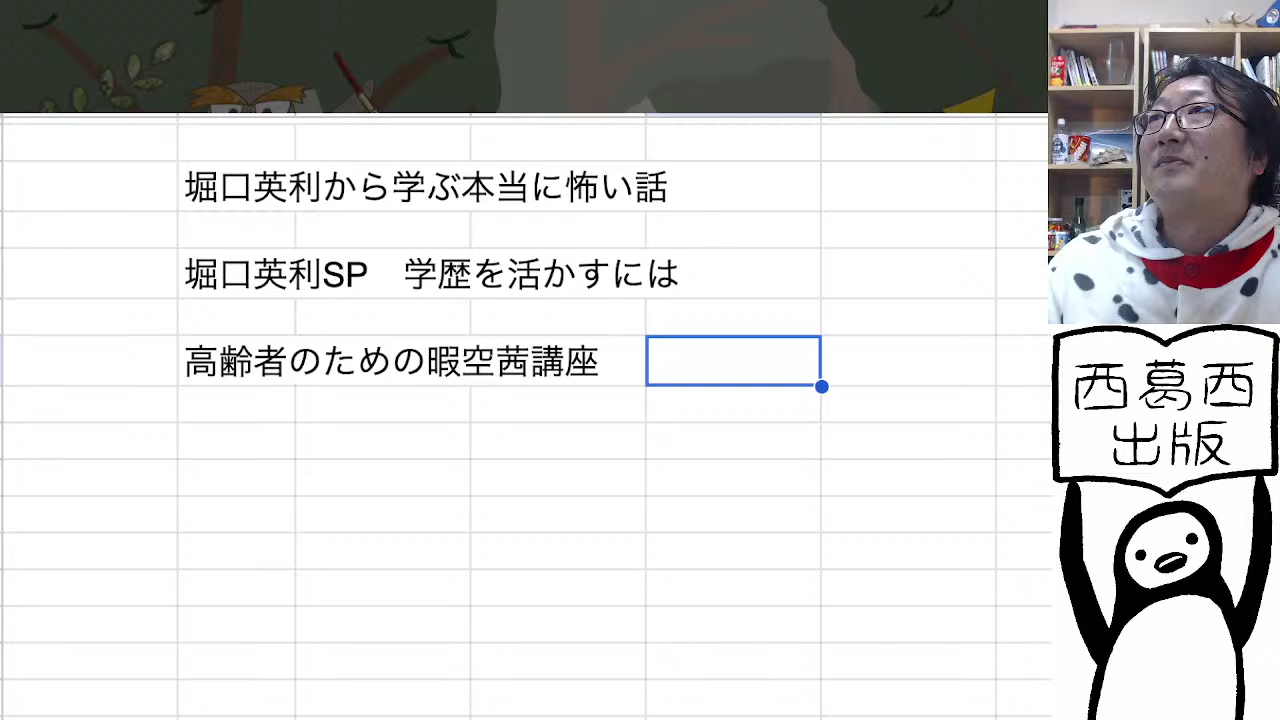 堀口英利から学ぶ本当に怖い話
堀口英利SP　学歴を活かすには
高齢者のための暇空茜講座
西葛西
出版